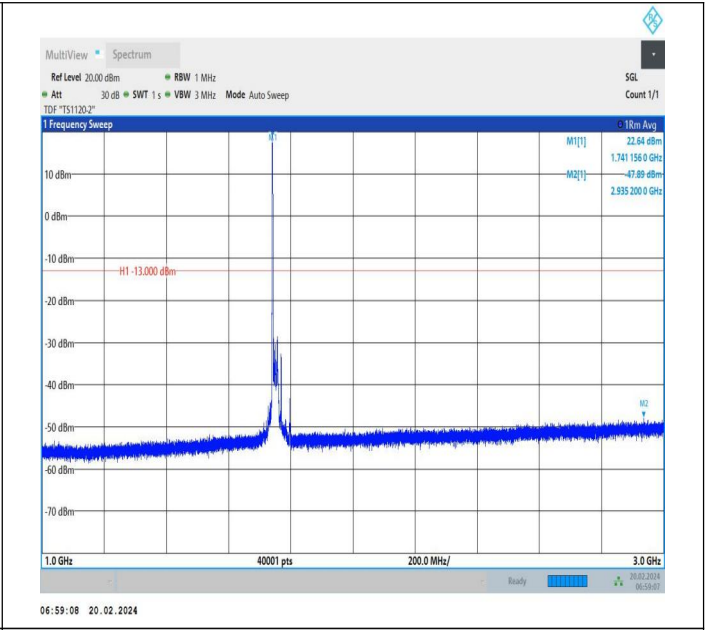 R&S
MultiView Spectrum
Ref Level 20.00 dBm RBW 1 MHz SGL
Att 30 dB SWT 1 s VBW 3 MHz Mode Auto Sweep Count 1/1
TDF "TS1120-2"
1 Frequency Sweep 1Rm Avg
M1 M1[1] 22.64 dBm
1.741 156 0 GHz
10 dBm M2[1] -47.89 dBm
2.935 200 0 GHz
0 dBm
-10 dBm
H1 -13.000 dBm
-20 dBm
-30 dBm
-40 dBm
M2
-50 dBm
-60 dBm
-70 dBm
1.0 GHz 40001 pts 200.0 MHz/ 3.0 GHz
Ready 20.02.2024
06:59:07
06:59:08 20.02.2024